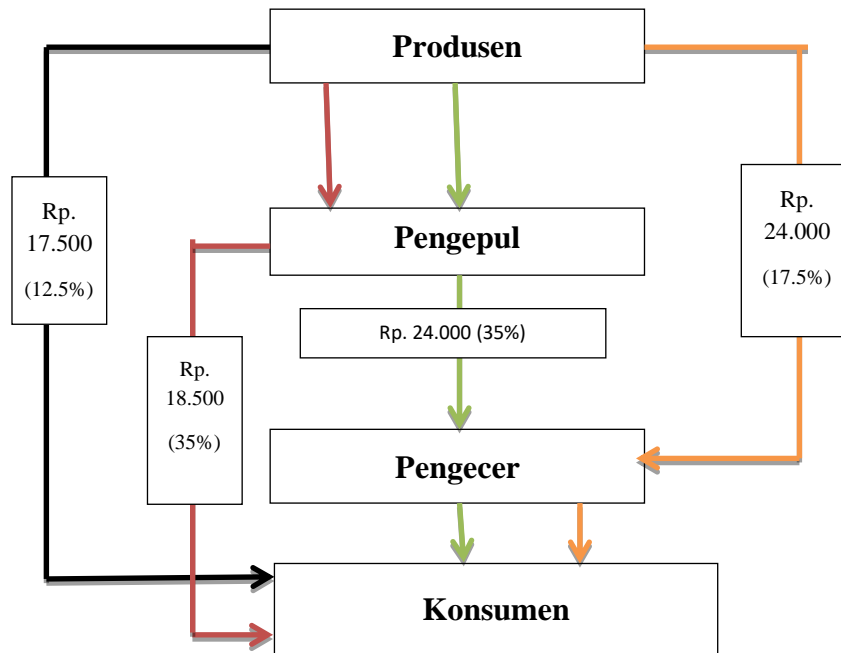 Produsen
Rp.
17.500
(12.5%)
Rp.
24.000
(17.5%)
Pengepul
Rp. 24.000 (35%)
Rp.
18.500
(35%)
Pengecer
Konsumen